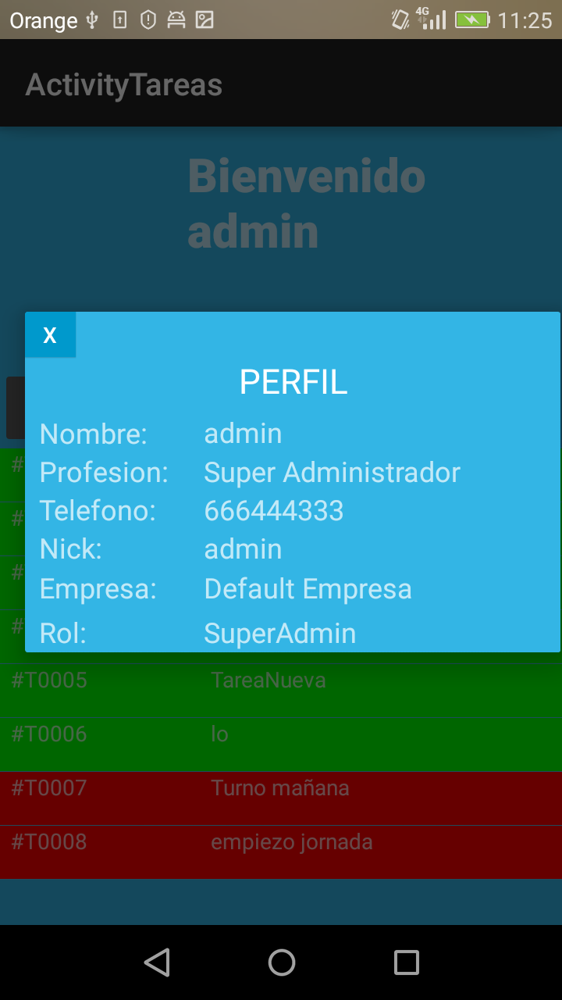 Orange 4G 11:25
ActivityTareas
Bienvenido
admin
X
PERFIL
Nombre: admin
Profesion: Super Administrador
Telefono: 666444333
Nick: admin
Empresa: Default Empresa
Rol: SuperAdmin
#
#
#
#
#T0005 TareaNueva
#T0006 lo
#T0007 Turno mañana
#T0008 empiezo jornada